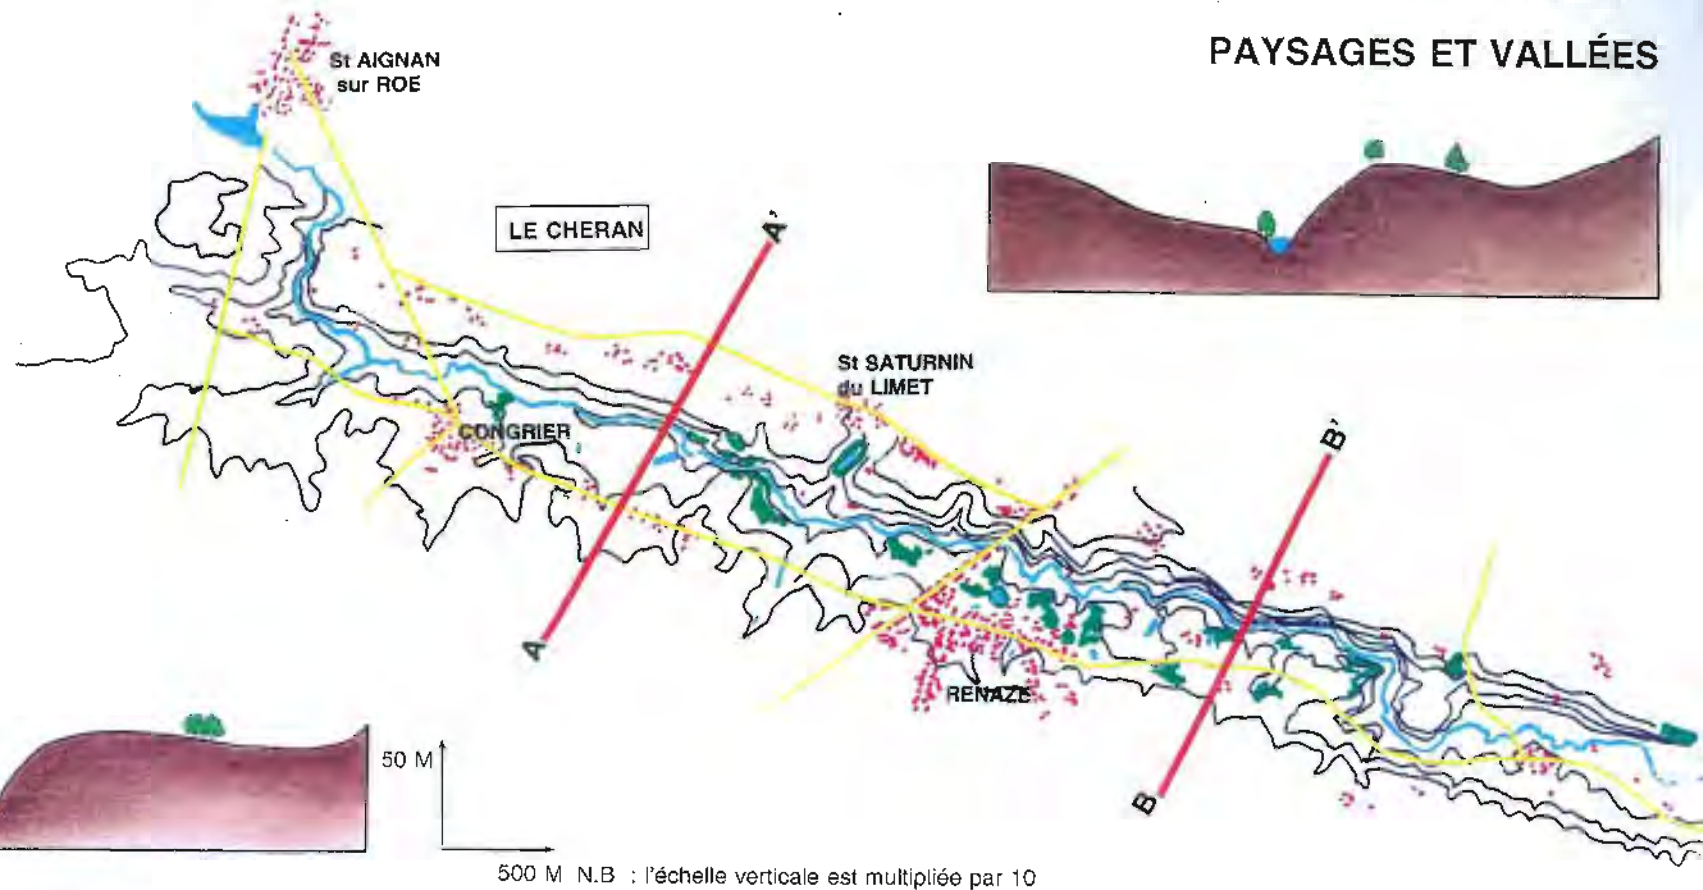 PAYSAGES ET VALLÉES
St AIGNAN
sur ROE
LE CHERAN
A'
St SATURNIN
du LIMET
B'
CONGRIER
A
RENAZE
B
50 M
500 M N.B : l'échelle verticale est multipliée par 10